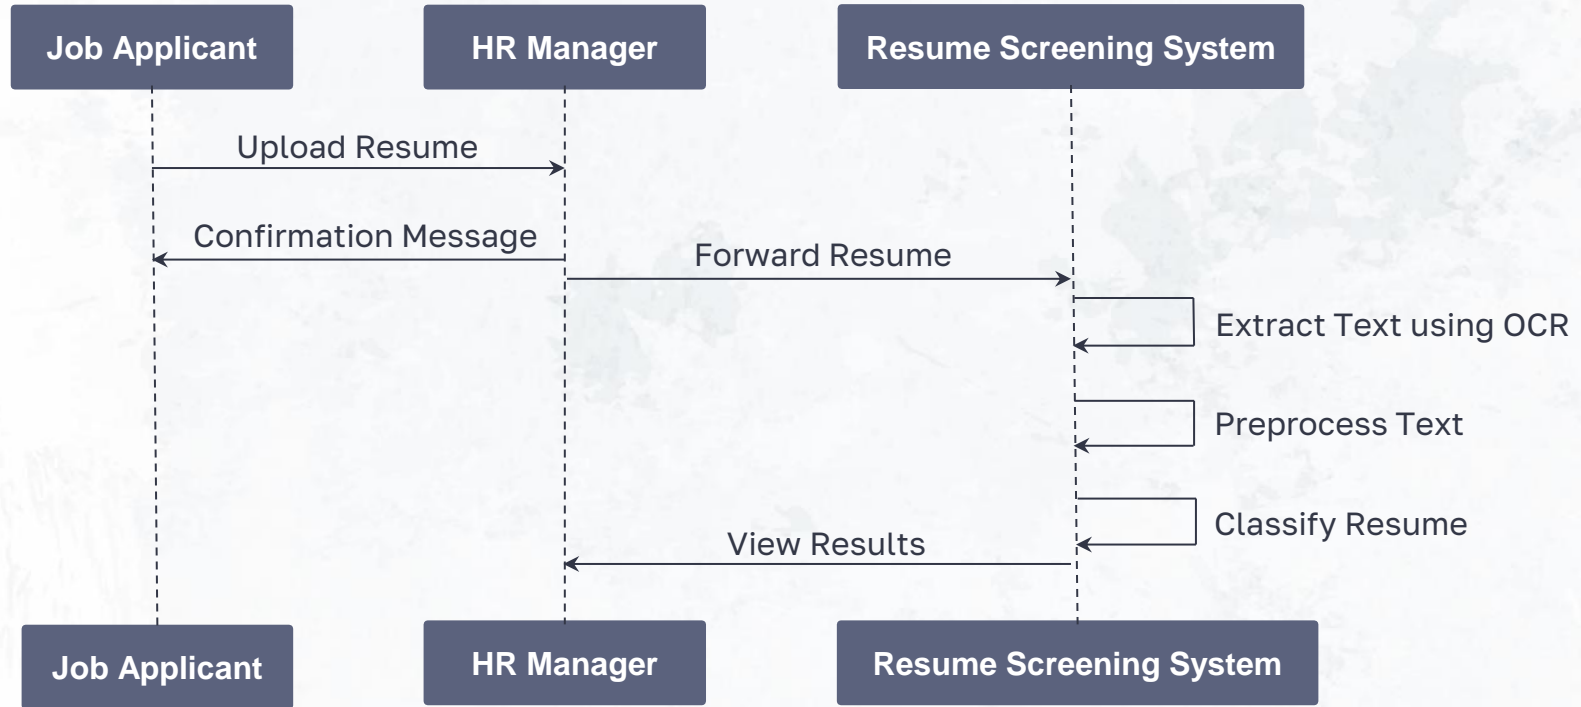 Job Applicant
HR Manager
Resume Screening System
Upload Resume
Confirmation Message
Forward Resume
Extract Text using OCR
Preprocess Text
Classify Resume
View Results
Job Applicant
HR Manager
Resume Screening System